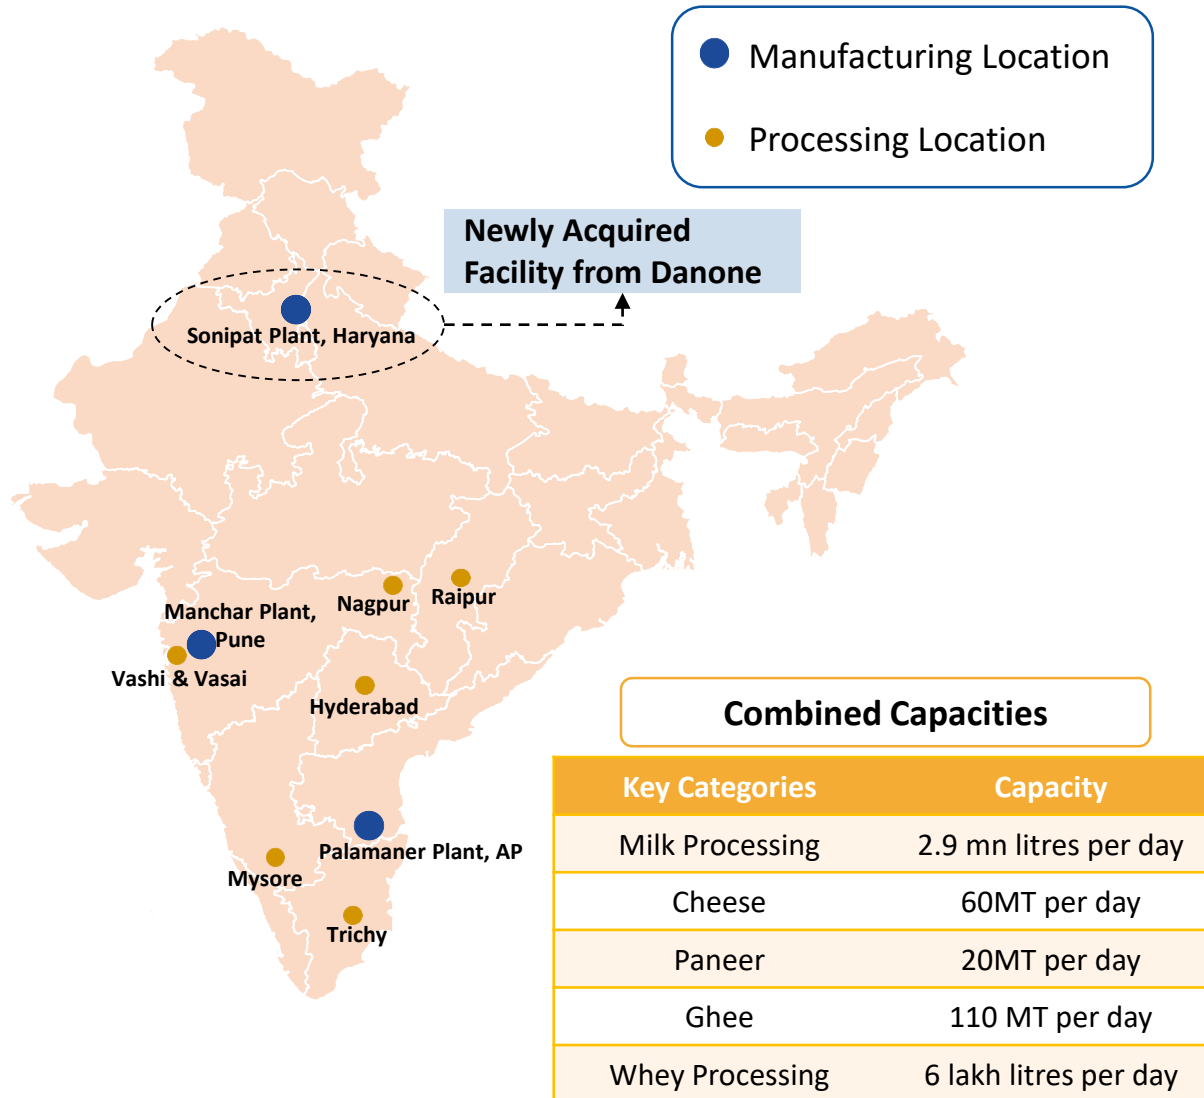 Manufacturing Location
Processing Location
Newly Acquired
Facility from Danone
Sonipat Plant, Haryana
Nagpur
Raipur
Manchar Plant,
Pune
Vashi & Vasai
Hyderabad
Palamaner Plant, AP
Mysore
Trichy
Combined Capacities
Key Categories Capacity
Milk Processing 2.9 mn litres per day
Cheese 60MT per day
Paneer 20MT per day
Ghee 110 MT per day
Whey Processing 6 lakh litres per day